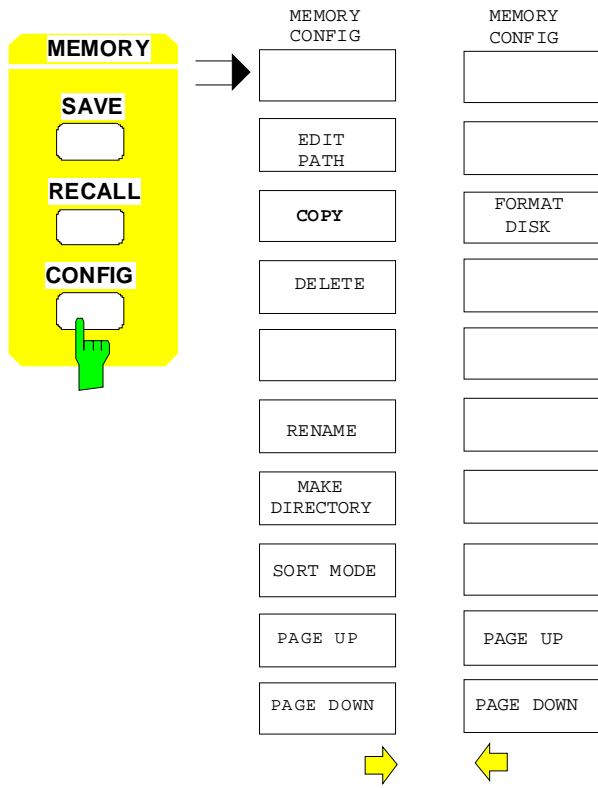 MEMORY
SAVE
RECALL
CONFIG
MEMORY
CONFIG
EDIT
PATH
COPY
DELETE
RENAME
MAKE
DIRECTORY
SORT MODE
PAGE UP
PAGE DOWN
MEMORY
CONFIG
FORMAT
DISK
PAGE UP
PAGE DOWN